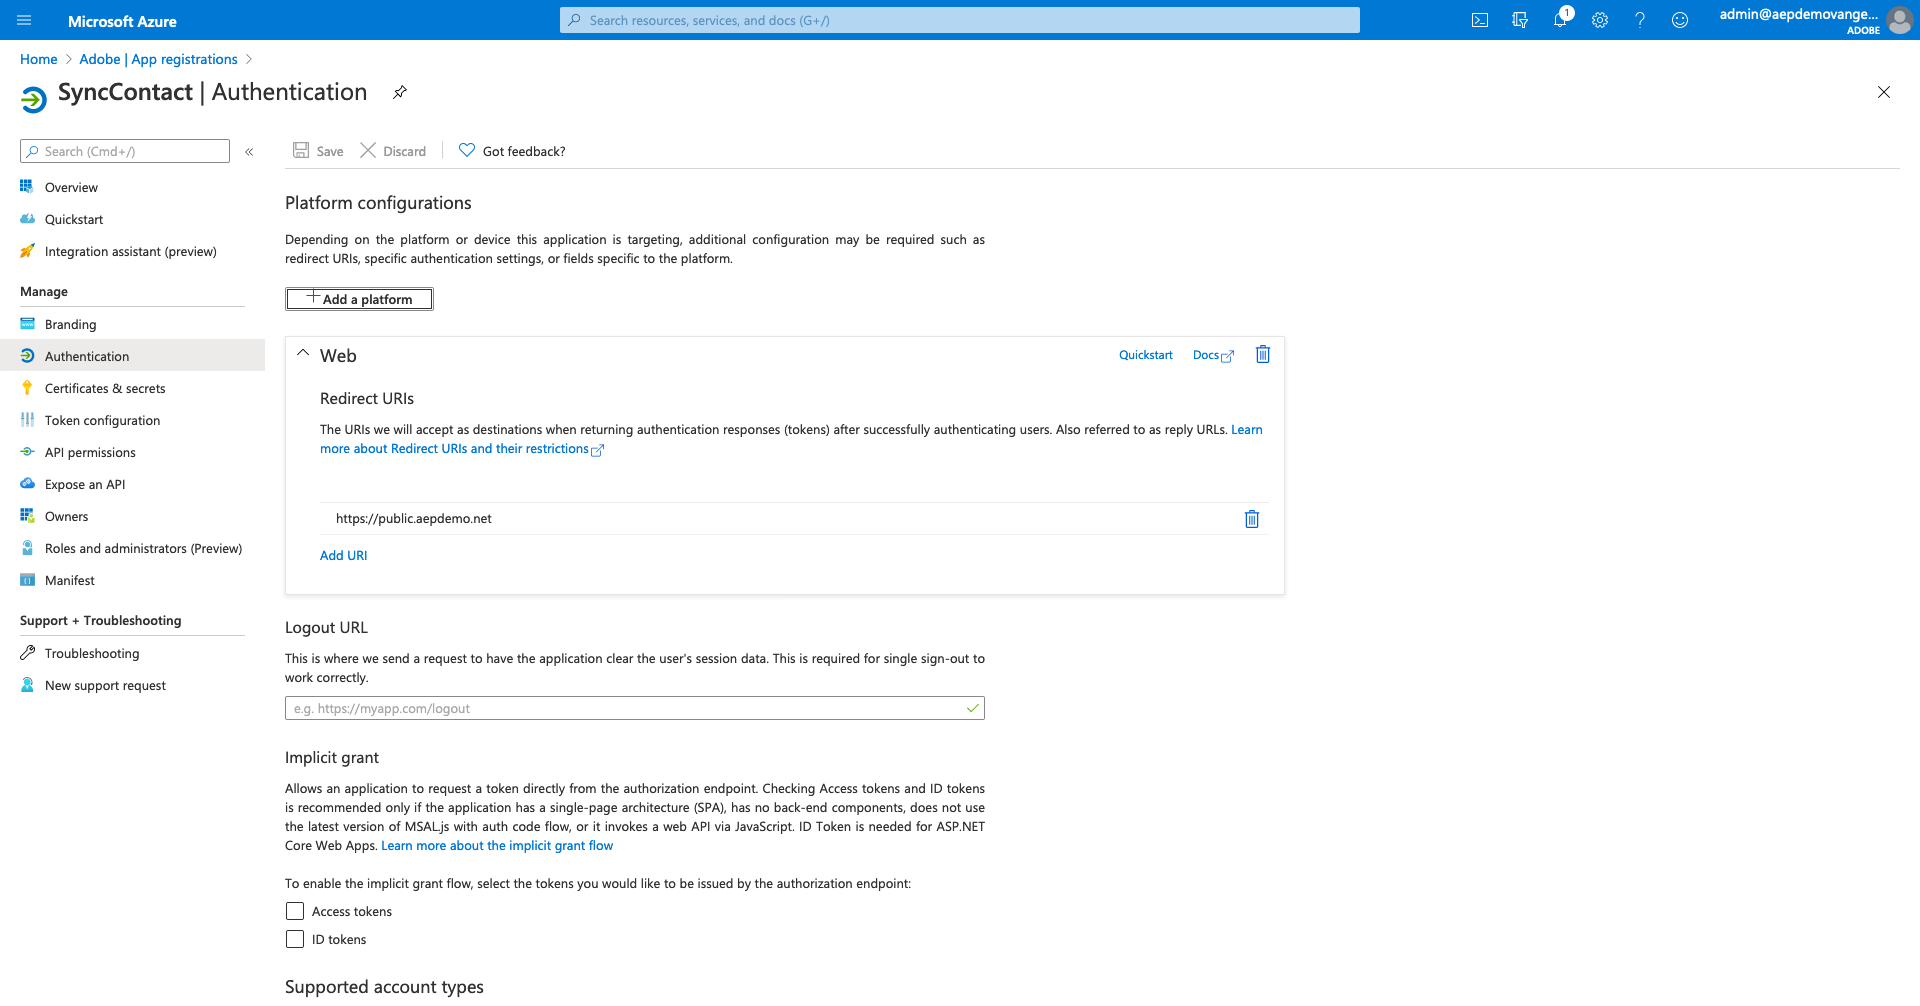 Microsoft Azure
Search resources, services, and docs (G+/)
1
admin@aepdemovange...
ADOBE
Home > Adobe | App registrations >
SyncContact | Authentication
Search (Cmd+/)
«
Save
Discard
Got feedback?
Overview
Quickstart
Integration assistant (preview)
Manage
Branding
Authentication
Certificates & secrets
Token configuration
API permissions
Expose an API
Owners
Roles and administrators (Preview)
Manifest
Support + Troubleshooting
Troubleshooting
New support request
Platform configurations
Depending on the platform or device this application is targeting, additional configuration may be required such as
redirect URIs, specific authentication settings, or fields specific to the platform.
+ Add a platform
Web
Quickstart
Docs
Redirect URIs
The URIs we will accept as destinations when returning authentication responses (tokens) after successfully authenticating users. Also referred to as reply URLs. Learn
more about Redirect URIs and their restrictions
https://public.aepdemo.net
Add URI
Logout URL
This is where we send a request to have the application clear the user's session data. This is required for single sign-out to
work correctly.
e.g. https://myapp.com/logout
Implicit grant
Allows an application to request a token directly from the authorization endpoint. Checking Access tokens and ID tokens
is recommended only if the application has a single-page architecture (SPA), has no back-end components, does not use
the latest version of MSAL.js with auth code flow, or it invokes a web API via JavaScript. ID Token is needed for ASP.NET
Core Web Apps. Learn more about the implicit grant flow
To enable the implicit grant flow, select the tokens you would like to be issued by the authorization endpoint:
Access tokens
ID tokens
Supported account types